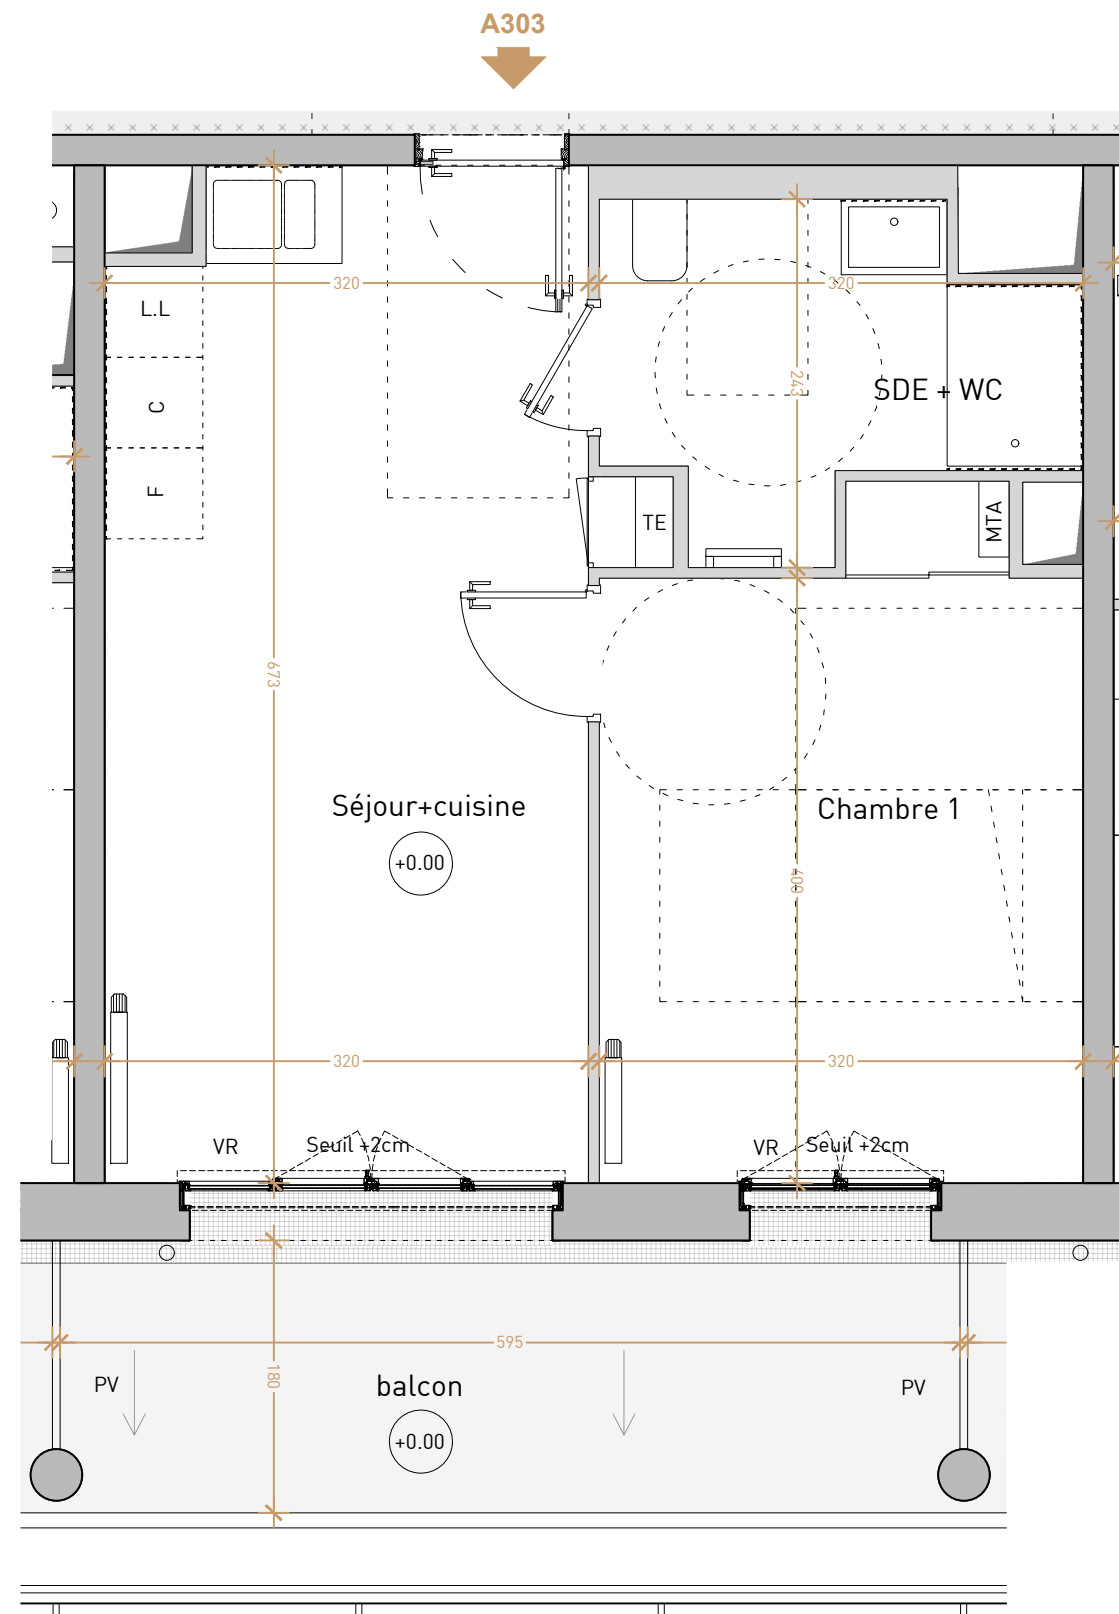 A303
320
320
L.L
C
F
243
SDE + WC
TE
MTA
673
Séjour+cuisine
+0.00
Chambre 1
400
320
320
VR
Seuil +2cm
VR
Seuil +2cm
595
180
PV
balcon
PV
+0.00